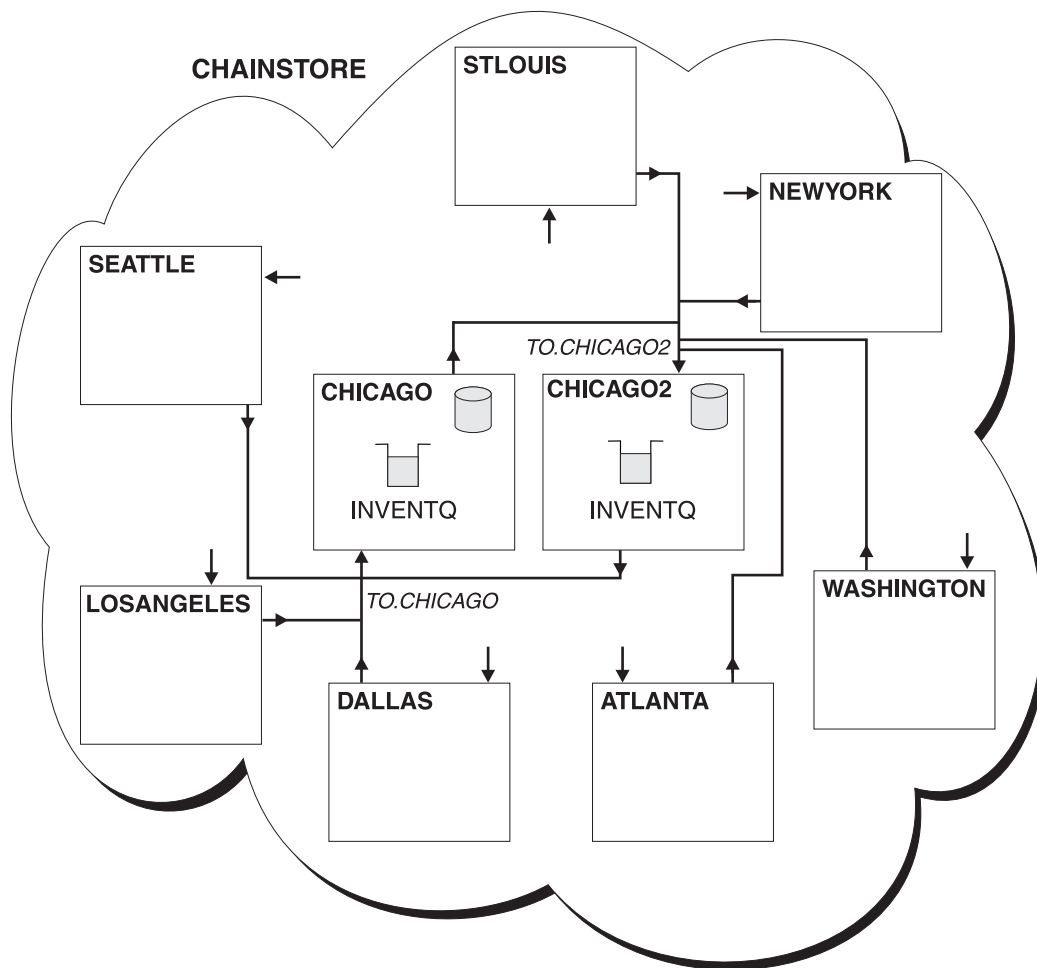 CHAINSTORE
STLOUIS
NEWYORK
SEATTLE
TO.CHICAGO2
CHICAGO
CHICAGO2
INVENTQ
INVENTQ
LOSANGELES
TO.CHICAGO
WASHINGTON
DALLAS
ATLANTA